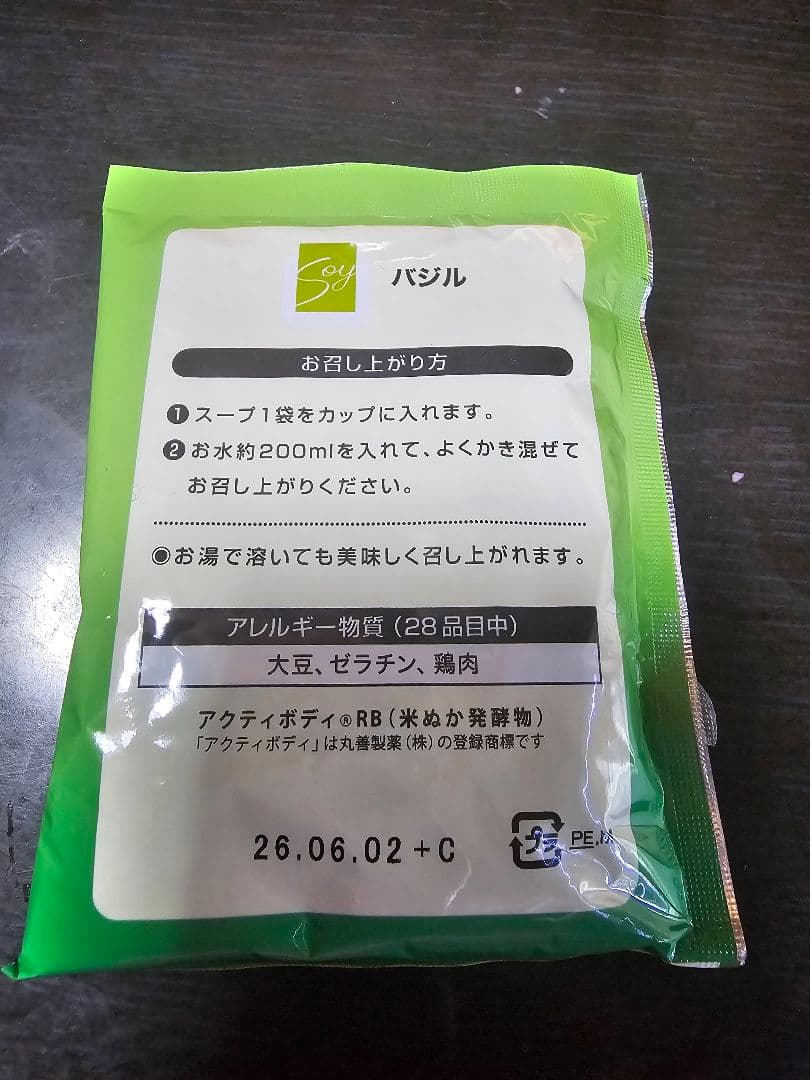 Soy バジル
お召し上がり方
❶スープ1袋をカップに入れます。
❷お水約200mlを入れて、よくかき混ぜて
お召し上がりください。
◉お湯で溶いても美味しく召し上がれます。
アレルギー物質（28品目中）
大豆、ゼラチン、鶏肉
アクティボディ®RB（米ぬか発酵物）
「アクティボディ」は丸善製薬（株）の登録商標です
26.06.02+C
プラ PE,M